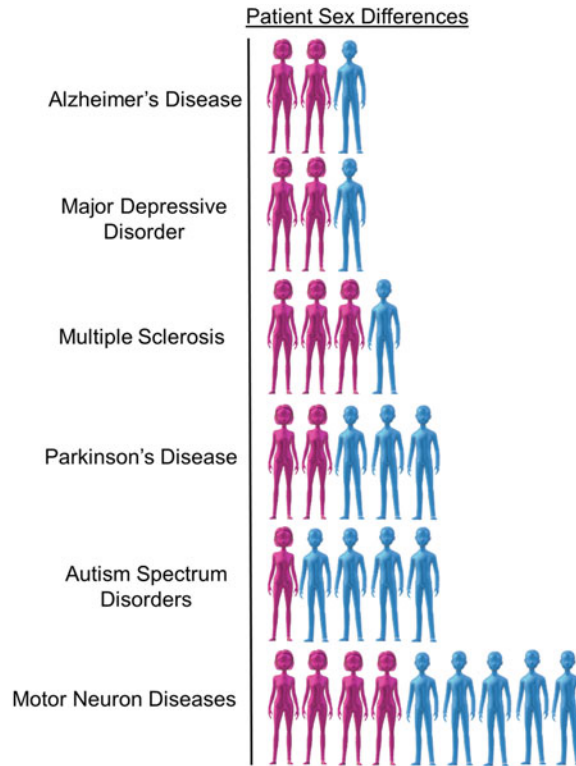 Patient Sex Differences
Alzheimer's Disease
Major Depressive
Disorder
Multiple Sclerosis
Parkinson's Disease
Autism Spectrum
Disorders
Motor Neuron Diseases